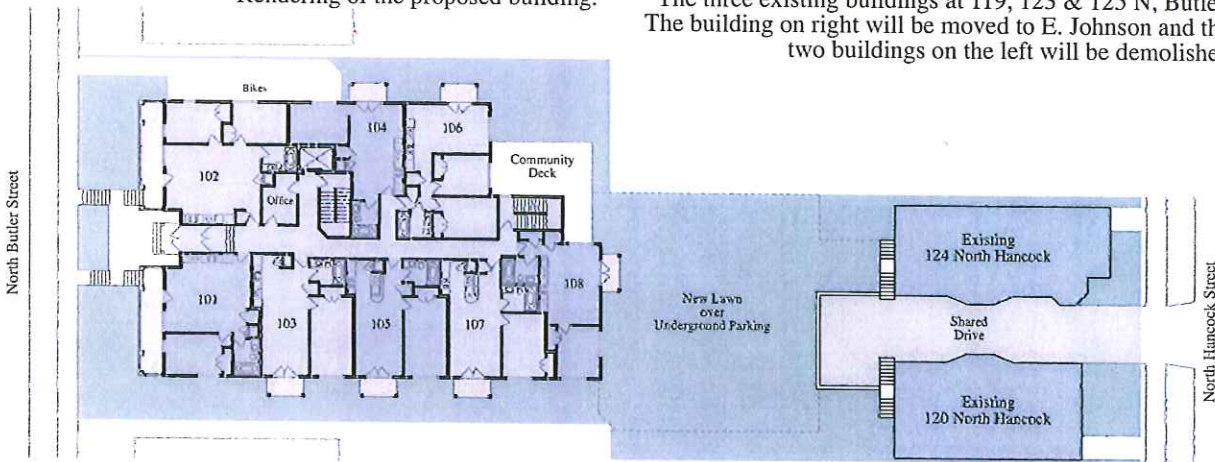 Rendering of the proposed building.
The three existing buildings at 119, 123 & 125 N, Butle
The building on right will be moved to E. Johnson and th
two buildings on the left will be demolishe
Bikes
104
106
102
Community
Deck
Office
North Butler Street
101
103
105
107
108
New Lawn
over
Underground Parking
Existing
124 North Hancock
Shared
Drive
Existing
120 North Hancock
North Hancock Street